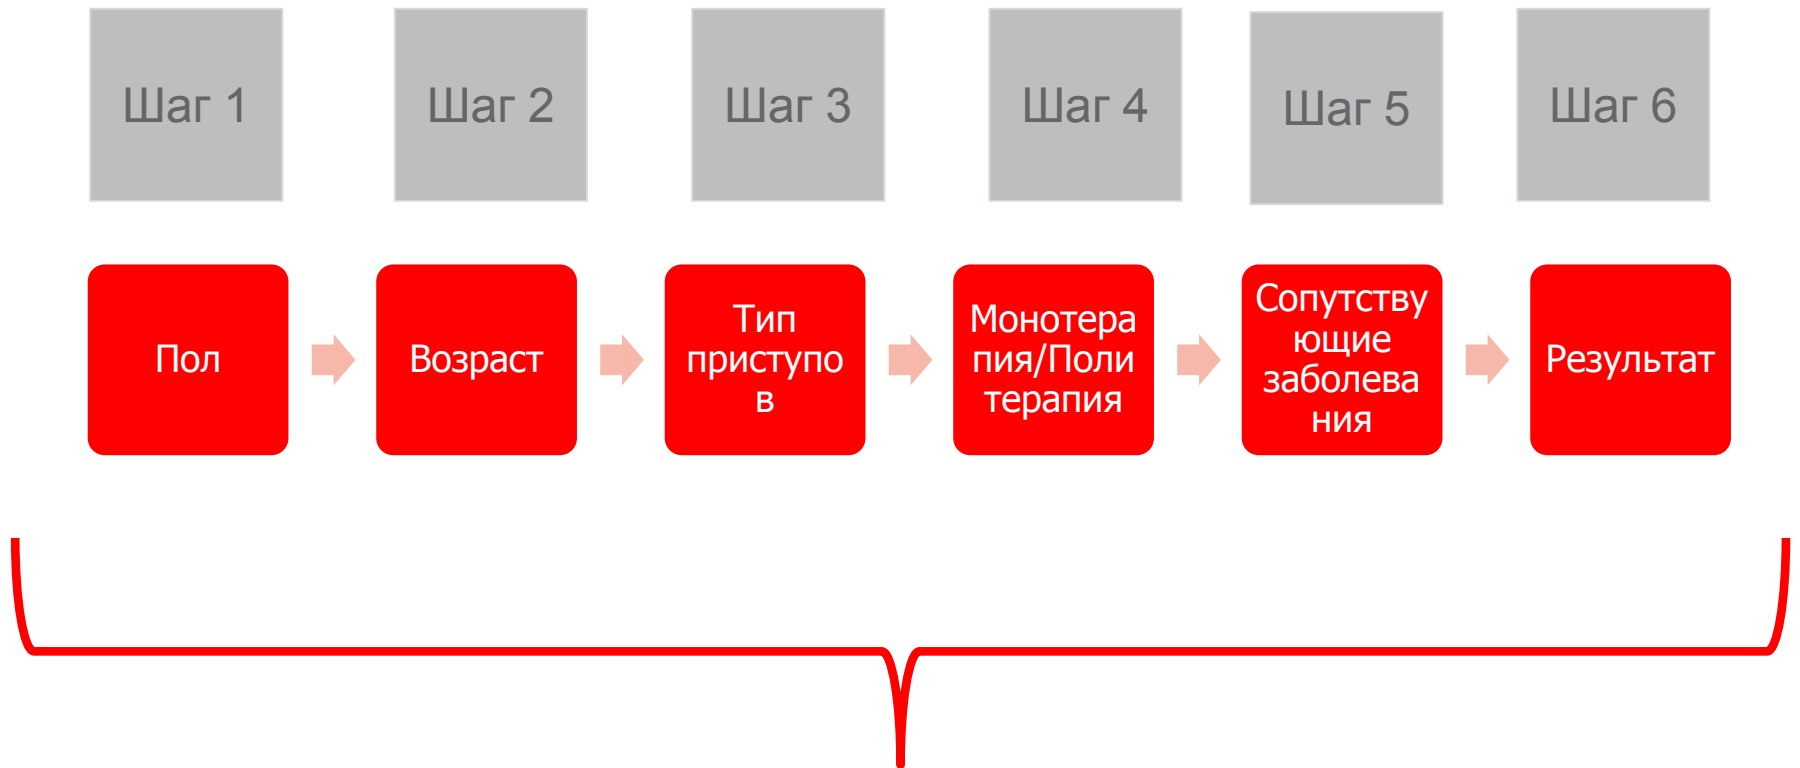 Шаг 1
Шаг 2
Шаг 3
Шаг 4
Шаг 5
Шаг 6
Пол
Возраст
Тип
приступо
в
Монотера
пия/Поли
терапия
Сопутству
ющие
заболева
ния
Результат